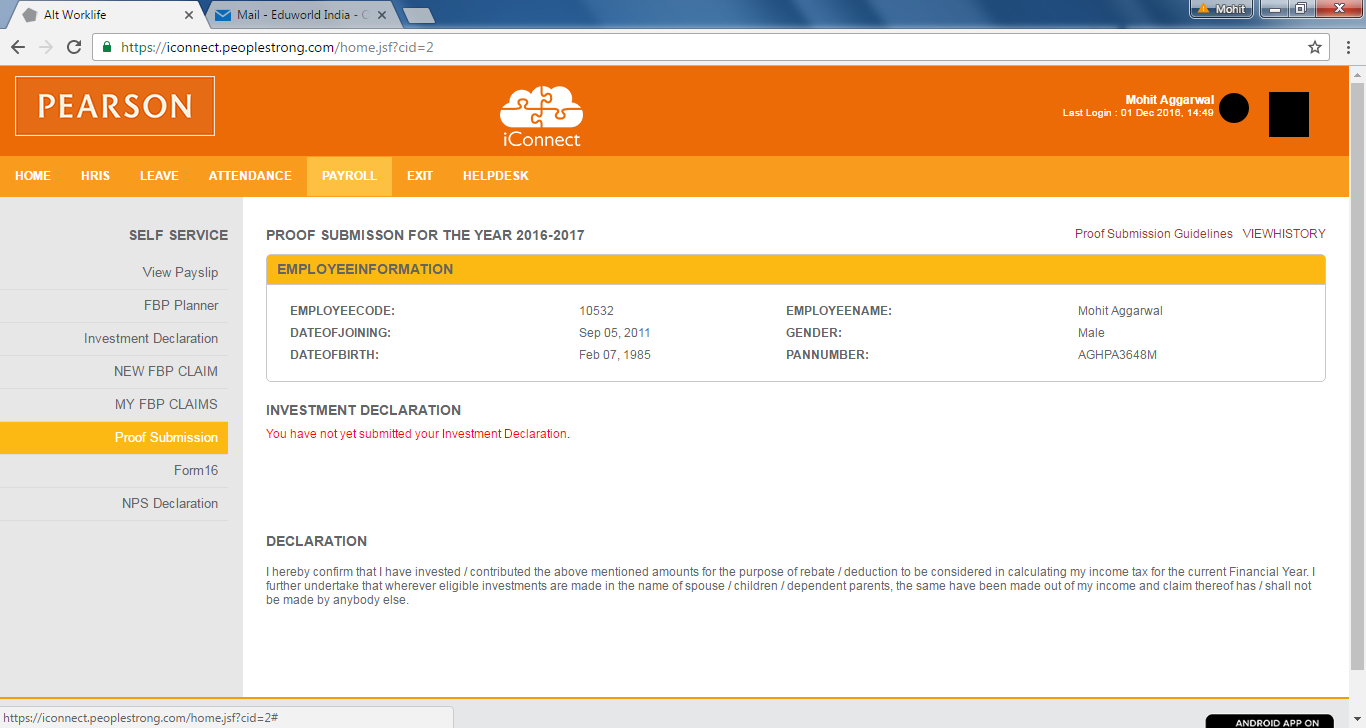 Alt Worklife
Mail - Eduworld India - C
Mohit
https://iconnect.peoplestrong.com/home.jsf?cid=2
PEARSON
iConnect
Mohit Aggarwal
Last Login : 01 Dec 2016, 14:49
HOME HRIS LEAVE ATTENDANCE PAYROLL EXIT HELPDESK
SELF SERVICE
View Payslip
FBP Planner
Investment Declaration
NEW FBP CLAIM
MY FBP CLAIMS
Proof Submission
Form16
NPS Declaration
PROOF SUBMISSON FOR THE YEAR 2016-2017
Proof Submission Guidelines VIEWHISTORY
EMPLOYEEINFORMATION
EMPLOYEECODE: 10532 EMPLOYEENAME: Mohit Aggarwal
DATEOFJOINING: Sep 05, 2011 GENDER: Male
DATEOFBIRTH: Feb 07, 1985 PANNUMBER: AGHPA3648M
INVESTMENT DECLARATION
You have not yet submitted your Investment Declaration.
DECLARATION
I hereby confirm that I have invested / contributed the above mentioned amounts for the purpose of rebate / deduction to be considered in calculating my income tax for the current Financial Year. I
further undertake that wherever eligible investments are made in the name of spouse / children / dependent parents, the same have been made out of my income and claim thereof has / shall not
be made by anybody else.
https://iconnect.peoplestrong.com/home.jsf?cid=2#
ANDROID APP ON